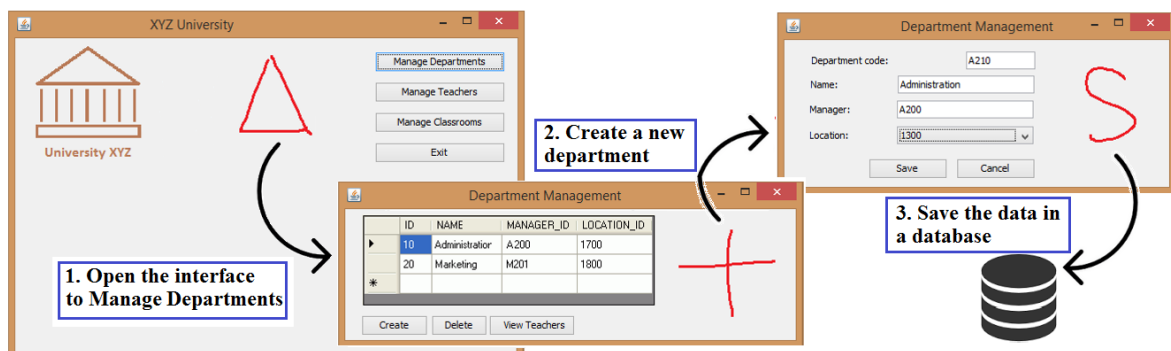 XYZ University
University XYZ
Manage Departments
Manage Teachers
Manage Classrooms
Exit
1. Open the interface
to Manage Departments
Department Management
ID NAME MANAGER_ID LOCATION_ID
10 Administratior A200 1700
20 Marketing M201 1800
Create Delete View Teachers
2. Create a new
department
Department Management
Department code: A210
Name: Administration
Manager: A200
Location: 1300
Save Cancel
S
3. Save the data in
a database